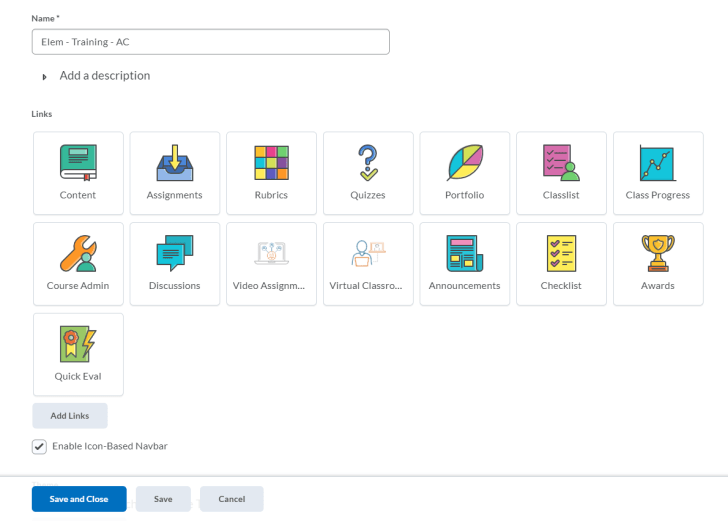 Name *
Elem - Training - AC
Add a description
Links
Content
Assignments
Rubrics
Quizzes
Portfolio
Classlist
Class Progress
Course Admin
Discussions
Video Assignm...
Virtual Classro...
Announcements
Checklist
Awards
Quick Eval
Add Links
Enable Icon-Based Navbar
Save and Close
Save
Cancel